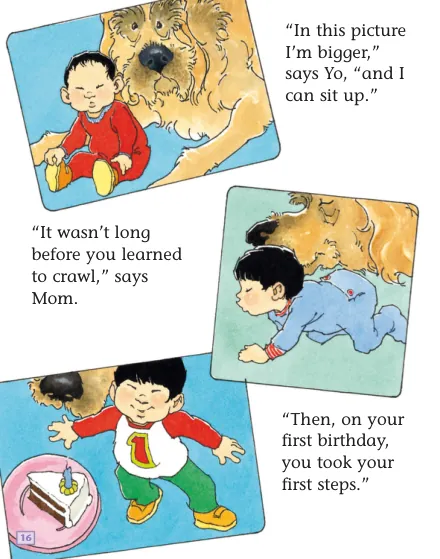 “In this picture
I’m bigger,”
says Yo, “and I
can sit up.”
“It wasn’t long
before you learned
to crawl,” says
Mom.
1
“Then, on your
first birthday,
you took your
first steps.”
16